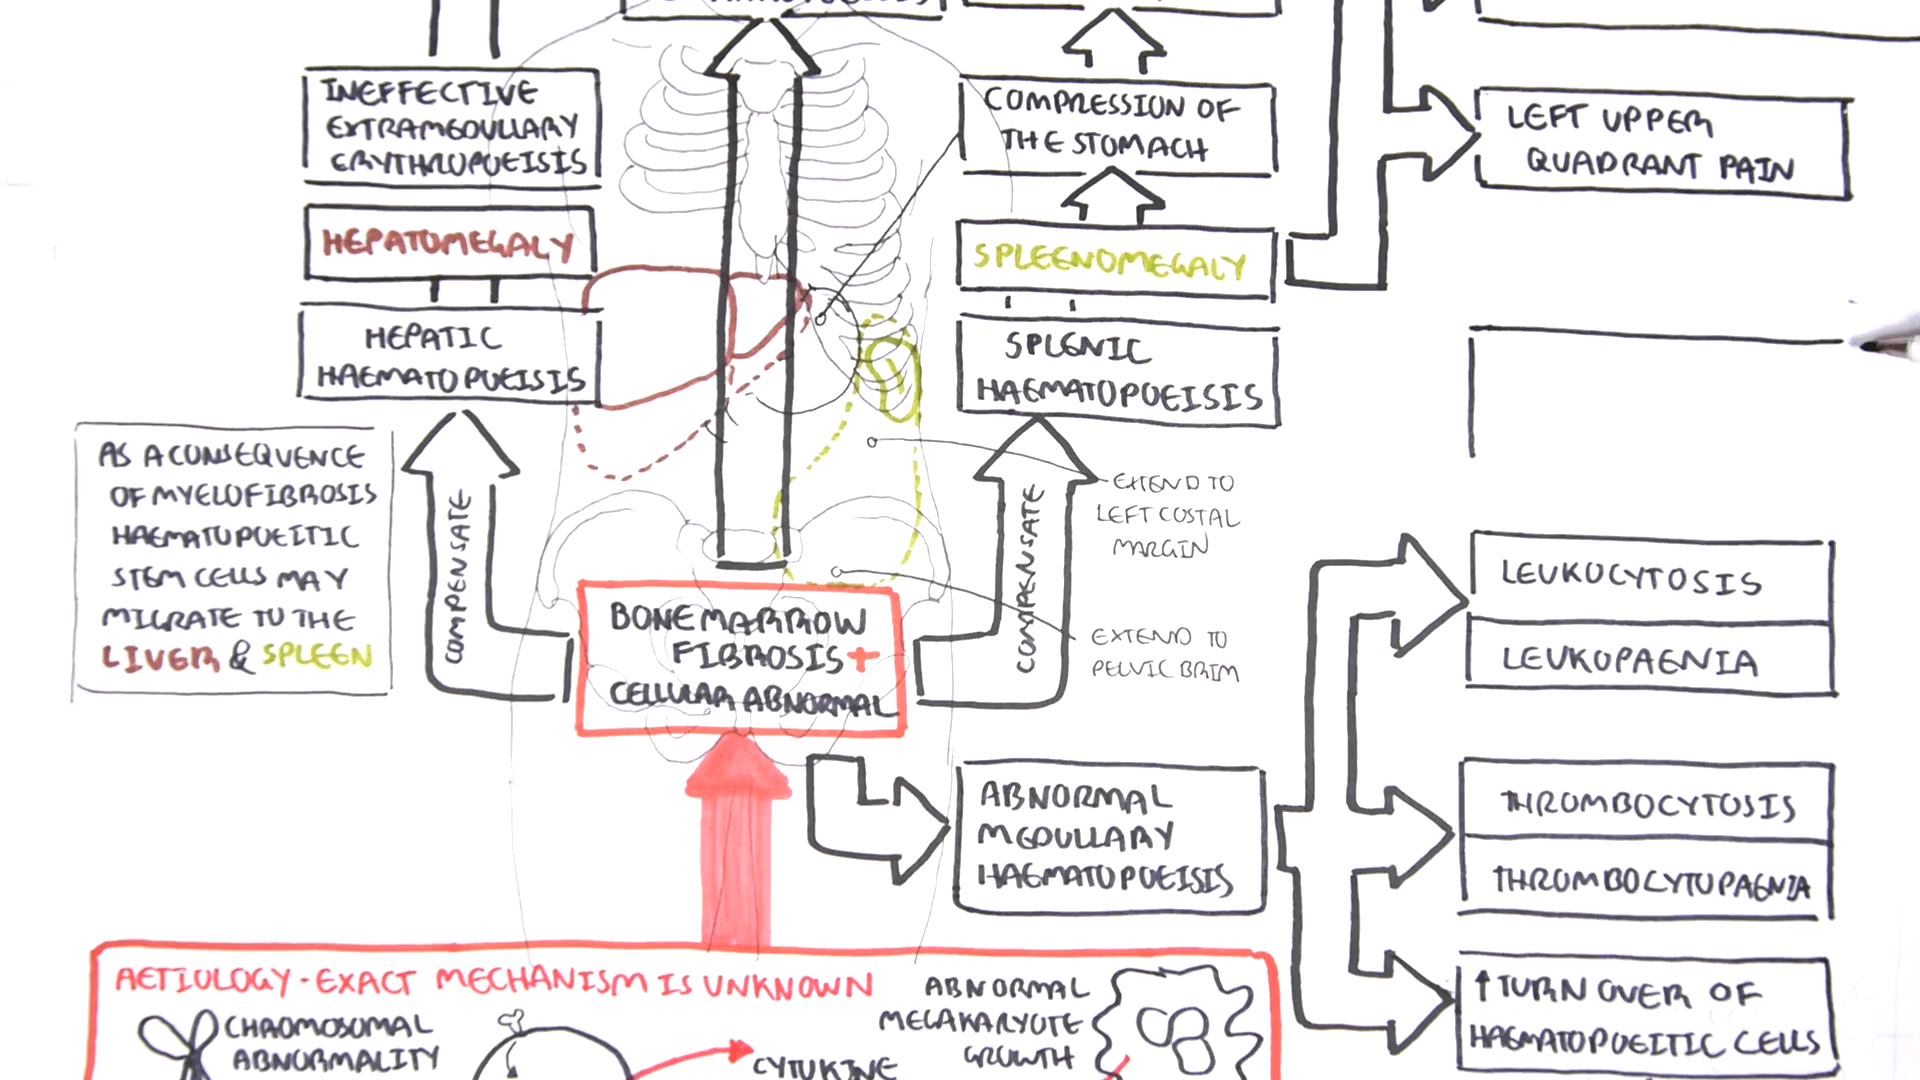 INEFFECTIVE
EXTRAMEDULLARY
ERYTHROPOEISIS
HEPATOMEGALY
HEPATIC
HAEMATOPOEISIS
AS A CONSEQUENCE
OF MYELOFIBROSIS
HAEMATOPOEITIC
STEM CELLS MAY
MIGRATE TO THE
LIVER & SPLEEN
COMPENSATE
BONE MARROW
FIBROSIS +
CELLULAR ABNORMAL
COMPRESSION OF
THE STOMACH
SPLEENOMEGALY
SPLENIC
HAEMATOPOEISIS
COMPENSATE
EXTEND TO
LEFT COSTAL
MARGIN
EXTEND TO
PELVIC BRIM
LEFT UPPER
QUADRANT PAIN
ABNORMAL
MEDULLARY
HAEMATOPOEISIS
LEUKOCYTOSIS
LEUKOPAENIA
THROMBOCYTOSIS
THROMBOCYTOPAENIA
↑ TURN OVER OF
HAEMATOPOEITIC CELLS
AETIOLOGY - EXACT MECHANISM IS UNKNOWN
CHROMOSOMAL
ABNORMALITY
CYTOKINE
ABNORMAL
MEGAKARYOTE
GROWTH